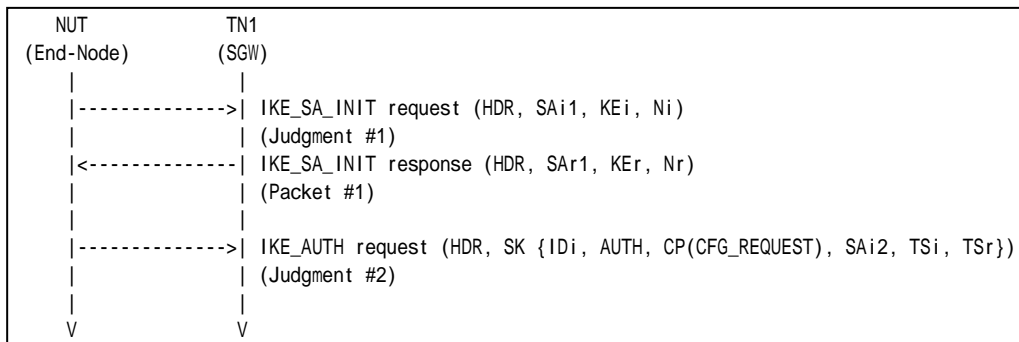 NUT TN1
(End-Node) (SGW)
| |
|-------------->| IKE_SA_INIT request (HDR, SAi1, KEi, Ni)
| | (Judgment #1)
|<--------------| IKE_SA_INIT response (HDR, SAr1, KEr, Nr)
| | (Packet #1)
| |
|-------------->| IKE_AUTH request (HDR, SK {IDi, AUTH, CP(CFG_REQUEST), SAi2, TSi, TSr})
| | (Judgment #2)
| |
V V